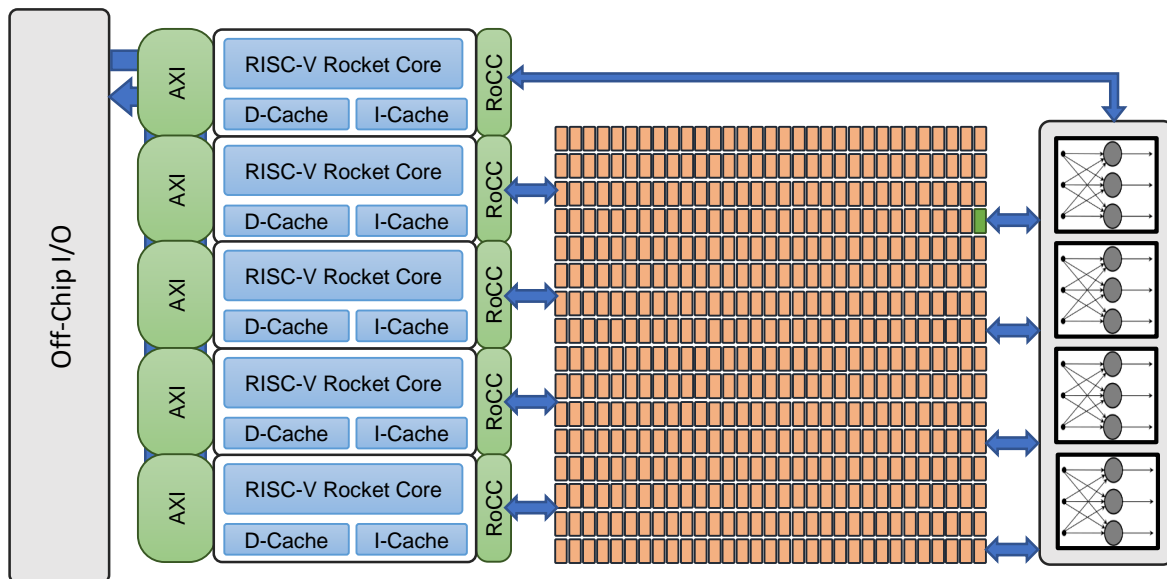 Off-Chip I/O
AXI
RISC-V Rocket Core
D-Cache I-Cache
RoCC
AXI
RISC-V Rocket Core
D-Cache I-Cache
RoCC
AXI
RISC-V Rocket Core
D-Cache I-Cache
RoCC
AXI
RISC-V Rocket Core
D-Cache I-Cache
RoCC
AXI
RISC-V Rocket Core
D-Cache I-Cache
RoCC